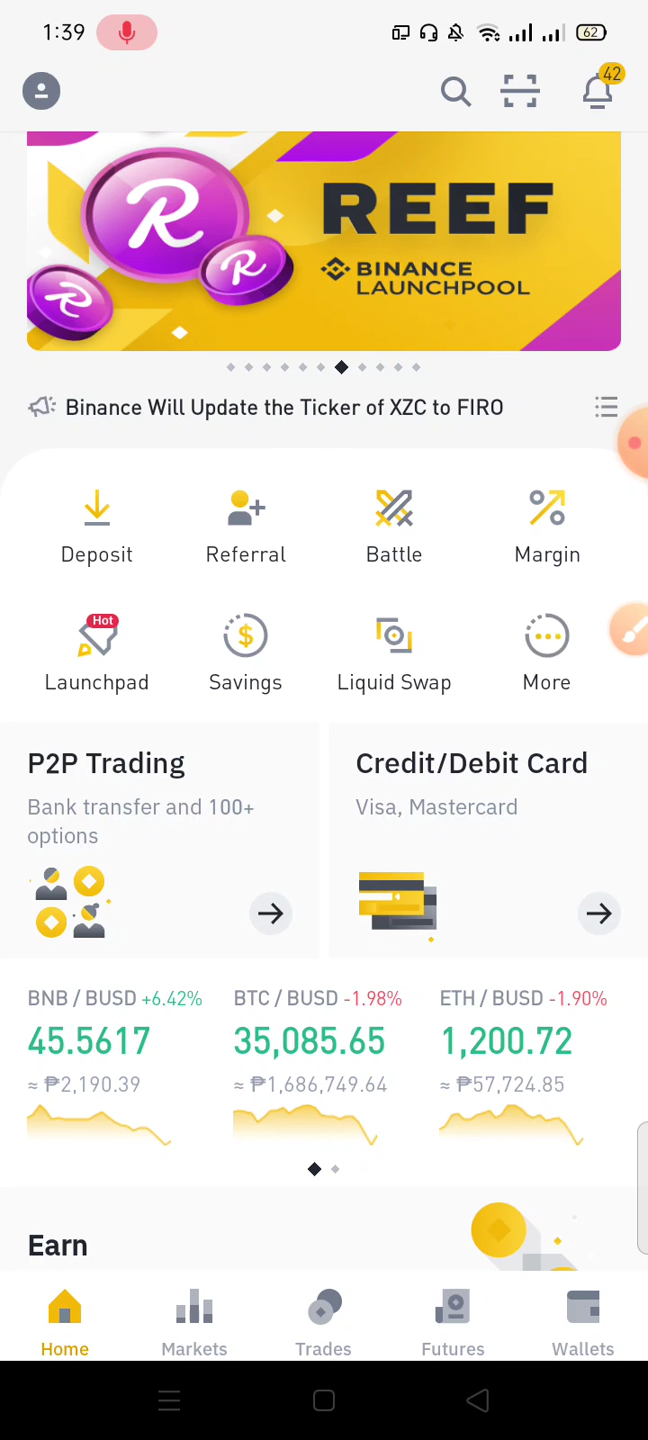 1:39
62
42
REEF
BINANCE
LAUNCHPOOL
Binance Will Update the Ticker of XZC to FIRO
Deposit
Referral
Battle
Margin
Hot
Launchpad
Savings
Liquid Swap
More
P2P Trading
Bank transfer and 100+
options
Credit/Debit Card
Visa, Mastercard
BNB / BUSD +6.42%
45.5617
≈ ₱2,190.39
BTC / BUSD -1.98%
35,085.65
≈ ₱1,686,749.64
ETH / BUSD -1.90%
1,200.72
≈ ₱57,724.85
Earn
Home
Markets
Trades
Futures
Wallets